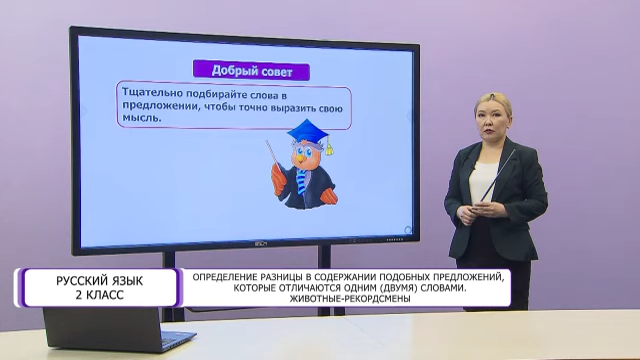 Добрый совет
Тщательно подбирайте слова в
предложении, чтобы точно выразить свою
мысль.
РУССКИЙ ЯЗЫК
2 КЛАСС
ОПРЕДЕЛЕНИЕ РАЗНИЦЫ В СОДЕРЖАНИИ ПОДОБНЫХ ПРЕДЛОЖЕНИЙ,
КОТОРЫЕ ОТЛИЧАЮТСЯ ОДНИМ (ДВУМЯ) СЛОВАМИ.
ЖИВОТНЫЕ-РЕКОРДСМЕНЫ